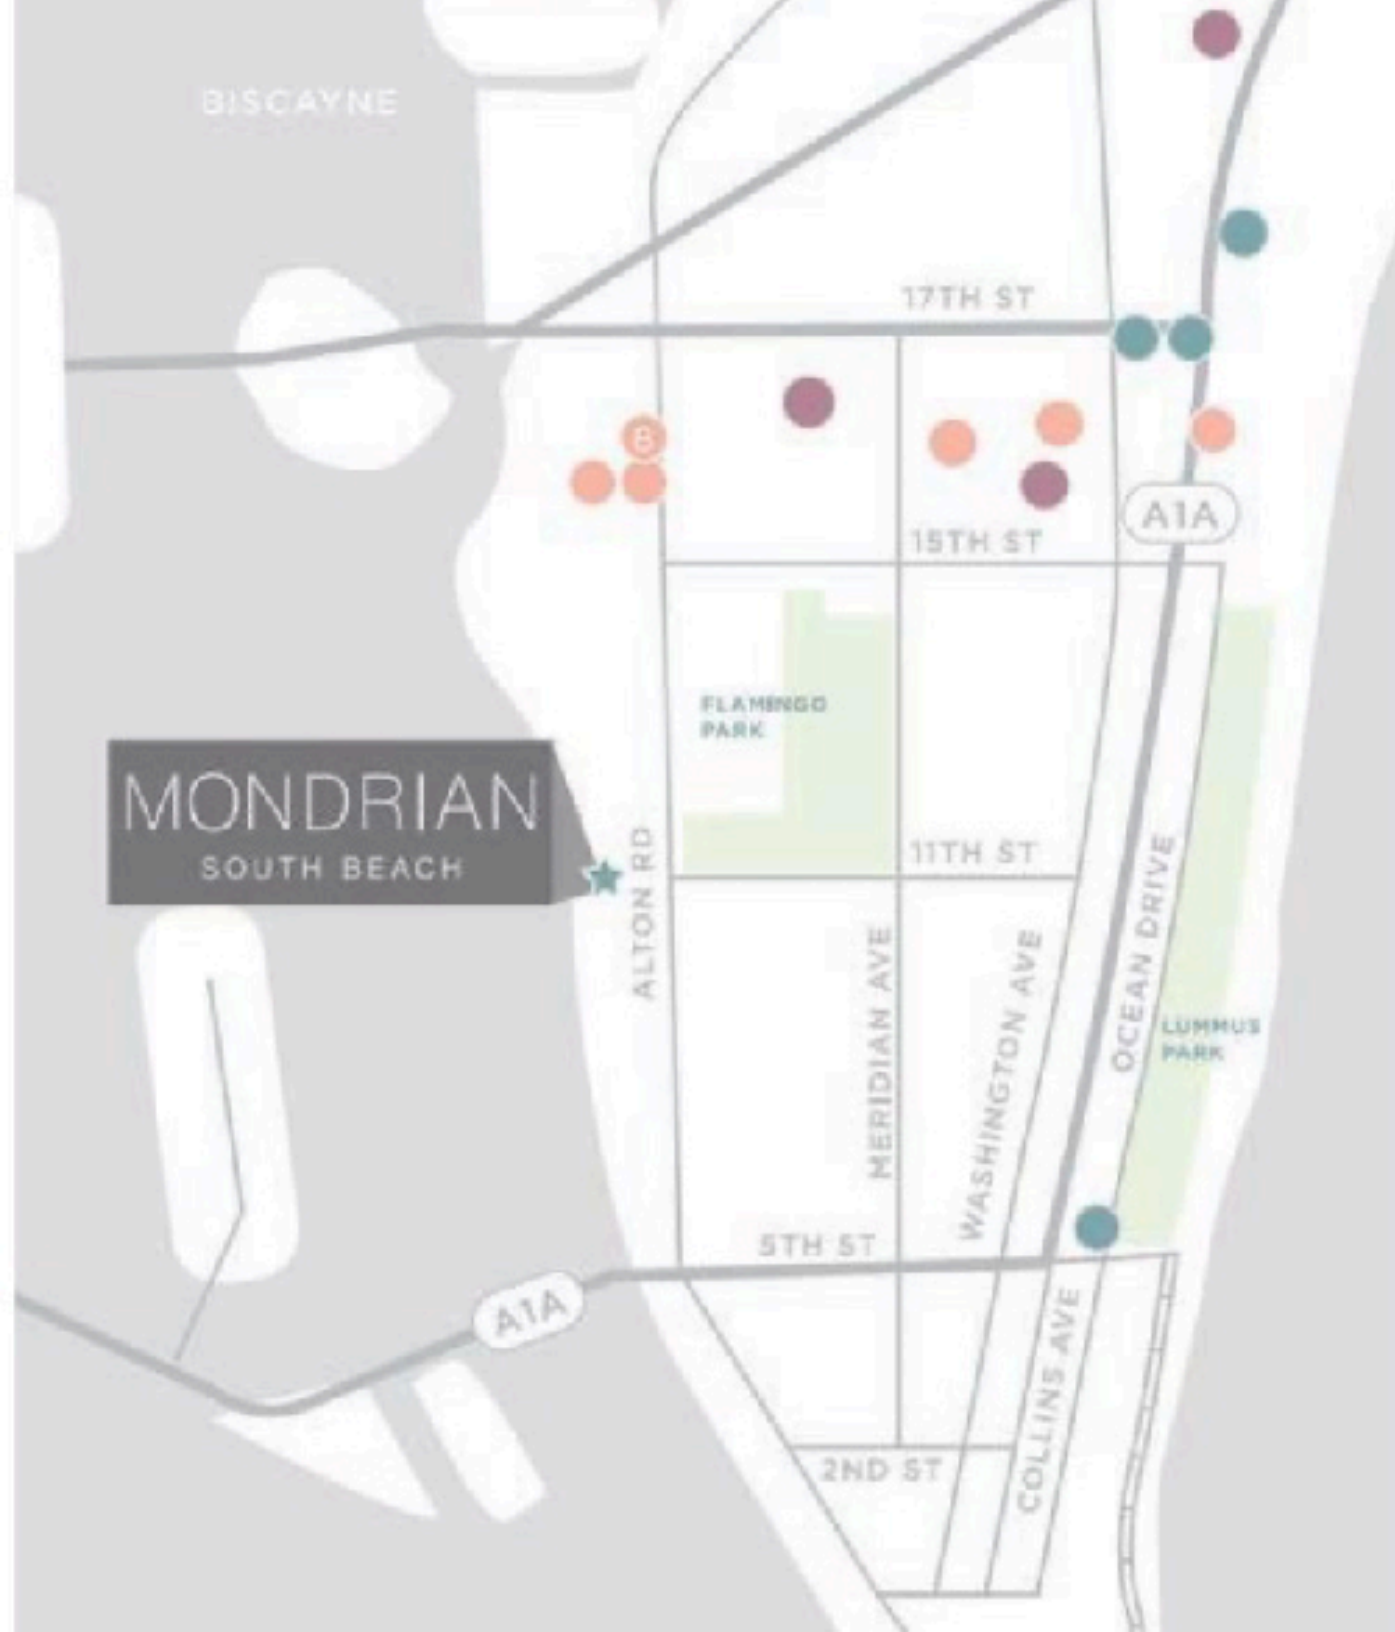 BISCAYNE
17TH ST
8
A1A
15TH ST
FLAMINGO
PARK
MONDRIAN
SOUTH BEACH
11TH ST
ALTON RD
MERIDIAN AVE
WASHINGTON AVE
OCEAN DRIVE
LUMMUS
PARK
5TH ST
A1A
COLLINS AVE
2ND ST